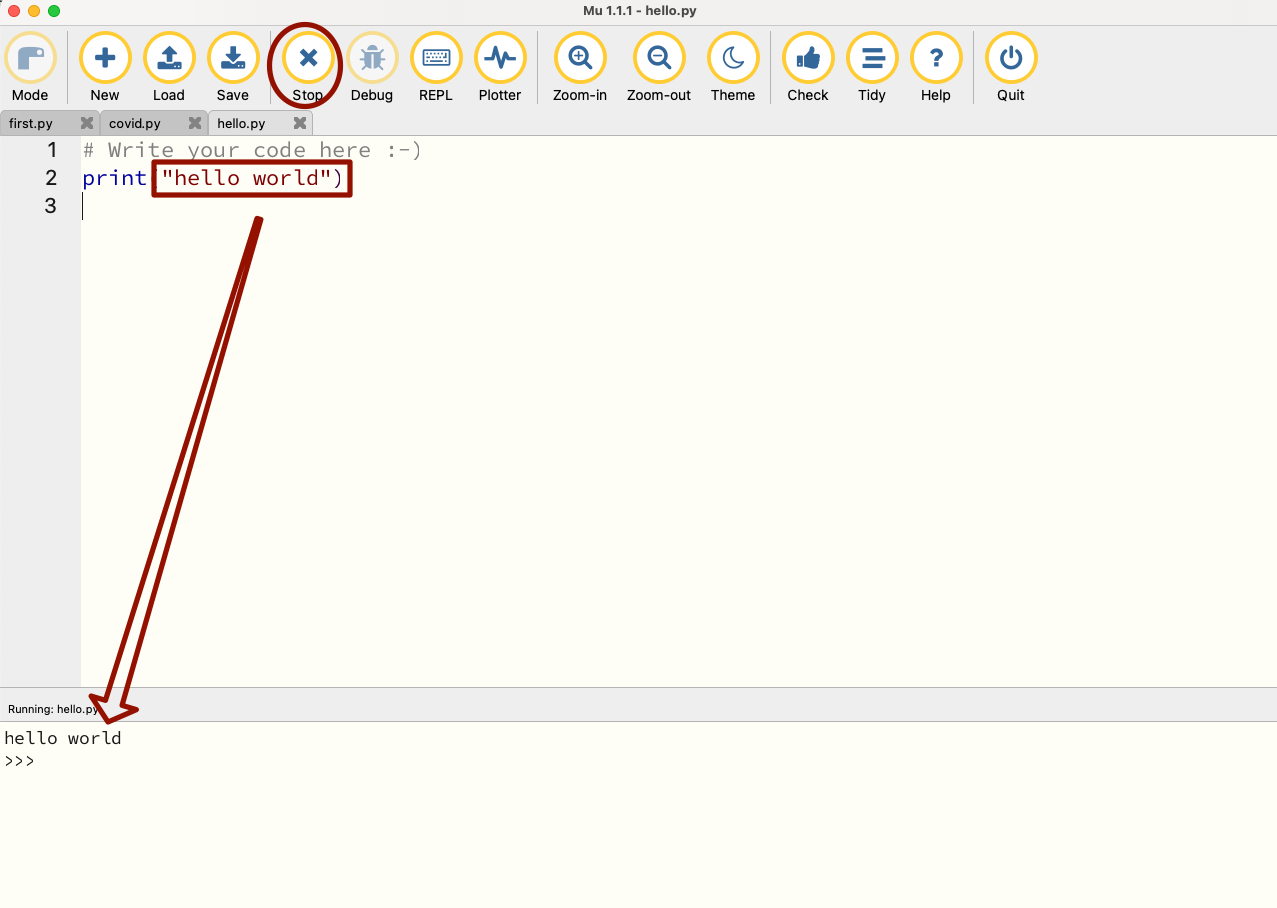 Mu 1.1.1 - hello.py
Mode New Load Save Stop Debug REPL Plotter Zoom-in Zoom-out Theme Check Tidy Help Quit
first.py covid.py hello.py
1 # Write your code here :-)
2 print("hello world")
3
Running: hello.py
hello world
>>>